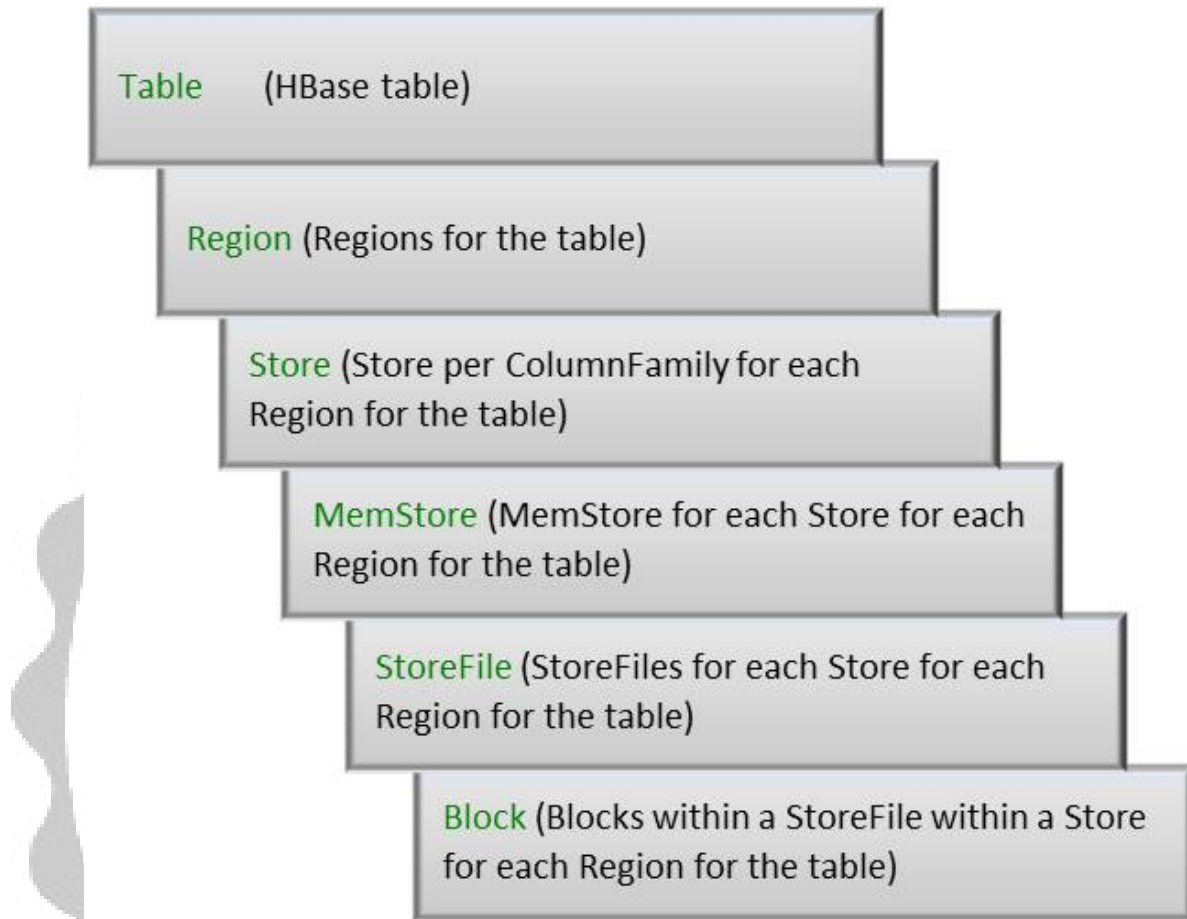 Table (HBase table)
Region (Regions for the table)
Store (Store per ColumnFamily for each
Region for the table)
MemStore (MemStore for each Store for each
Region for the table)
StoreFile (StoreFiles for each Store for each
Region for the table)
Block (Blocks within a StoreFile within a Store
for each Region for the table)